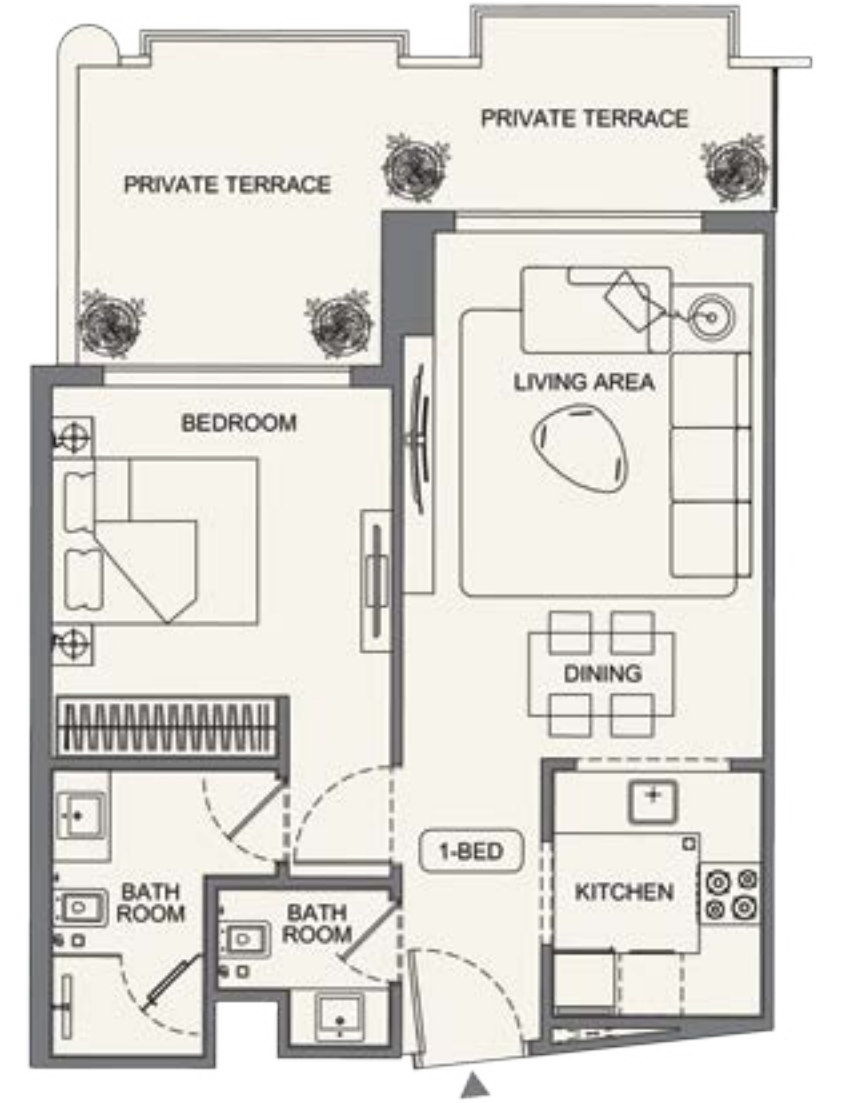 PRIVATE TERRACE
PRIVATE TERRACE
LIVING AREA
BEDROOM
DINING
1-BED
KITCHEN
BATH
ROOM
BATH
ROOM